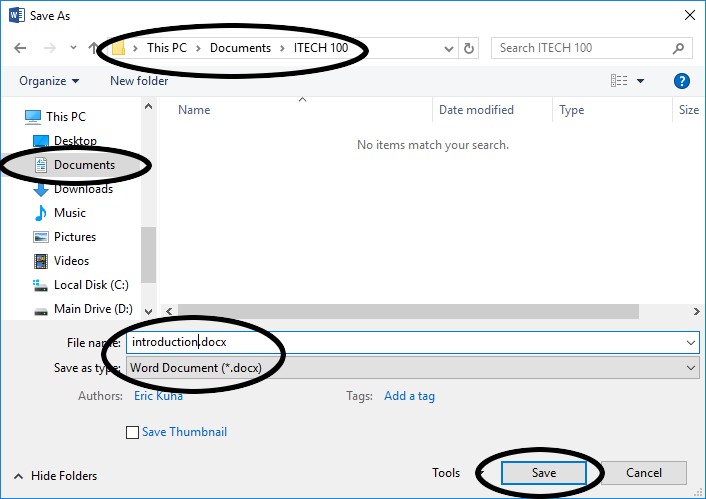 Save As
This PC > Documents > ITECH 100
Search ITECH 100
Organize
New folder
?
Name
Date modified
Type
Size
No items match your search.
This PC
Desktop
Documents
Downloads
Music
Pictures
Videos
Local Disk (C:)
Main Drive (D:)
File name: introduction.docx
Save as type: Word Document (*.docx)
Authors: Eric Kuha
Tags: Add a tag
Save Thumbnail
Hide Folders
Tools
Save
Cancel